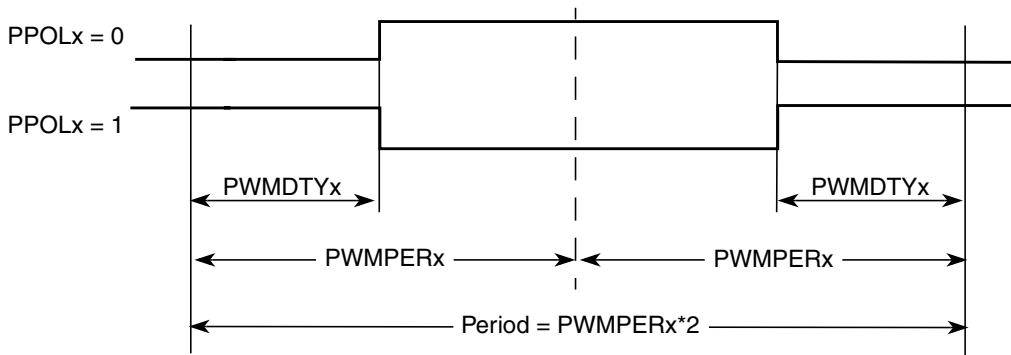 PPOLx = 0
PPOLx = 1
PWMDTYx
PWMDTYx
PWMPERx
PWMPERx
Period = PWMPERx*2